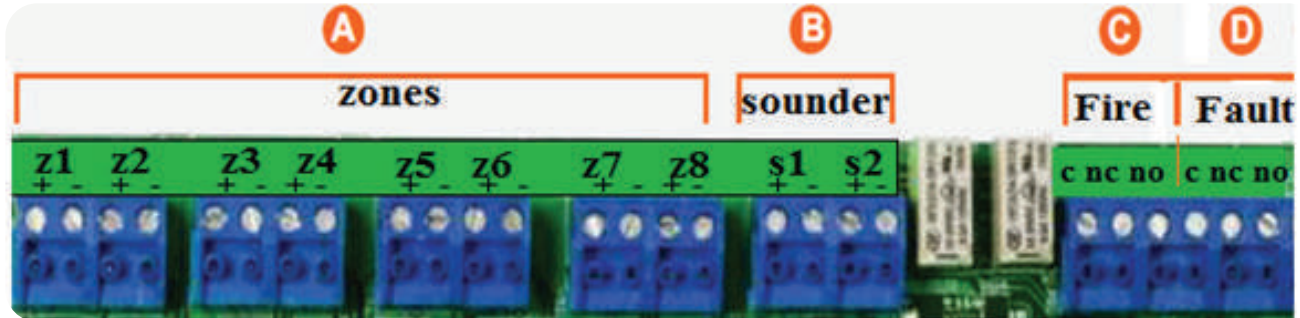 A B C D
zones sounder Fire Fault
z1 z2 z3 z4 z5 z6 z7 z8 s1 s2 c nc no c nc no
+ - + - + - + - + - + - + - + - + - + -